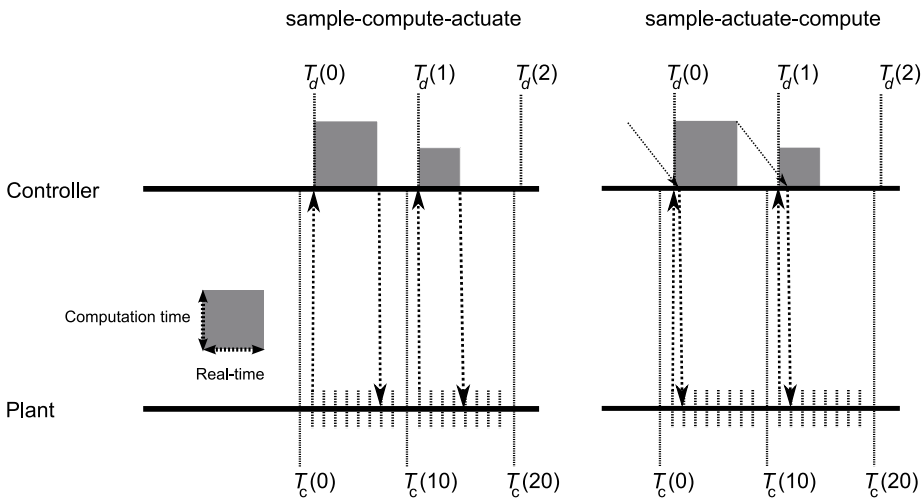 sample-compute-actuate
sample-actuate-compute
T_d(0) T_d(1) T_d(2)
T_d(0) T_d(1) T_d(2)
Controller
Computation time
Real-time
Plant
T_c(0) T_c(10) T_c(20)
T_c(0) T_c(10) T_c(20)